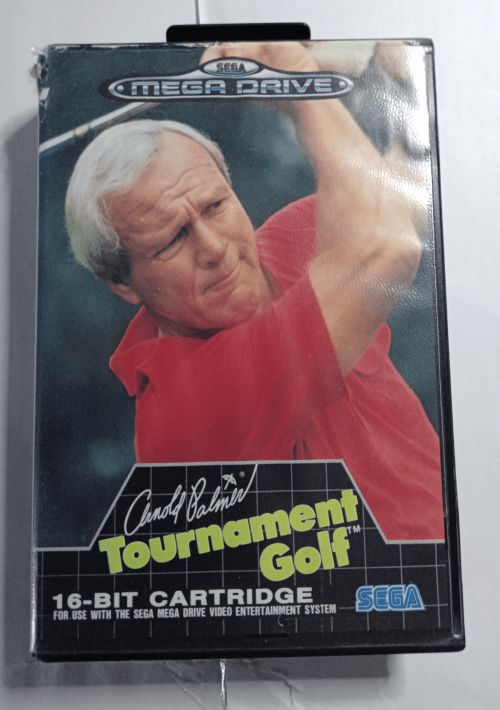 SEGA
MEGA DRIVE
Arnold Palmer ®
Tournament™
Golf
16-BIT CARTRIDGE
FOR USE WITH THE SEGA MEGA DRIVE VIDEO ENTERTAINMENT SYSTEM
SEGA